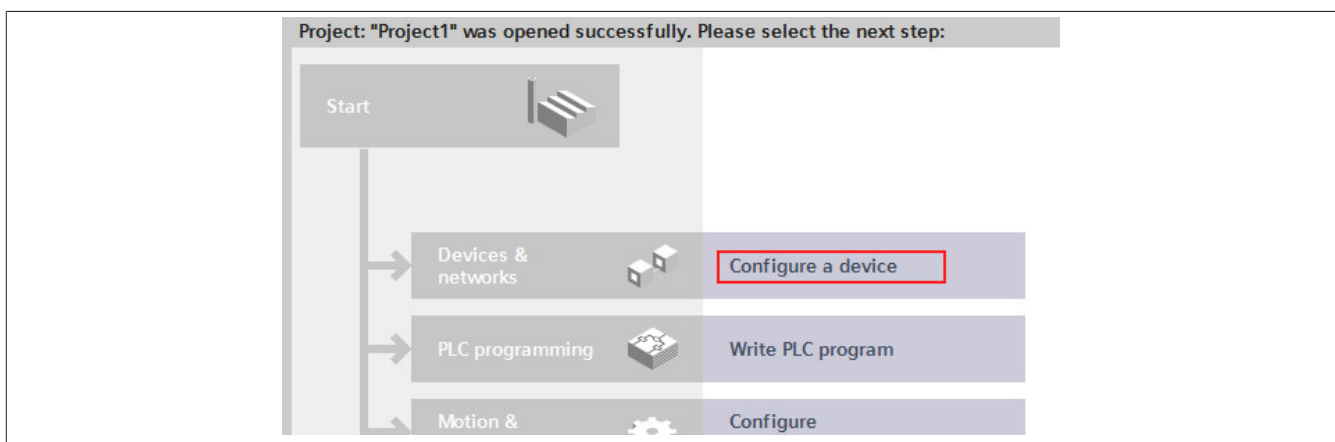 Project: "Project1" was opened successfully. Please select the next step:
Start
Devices &
networks
Configure a device
PLC programming
Write PLC program
Motion &
Configure